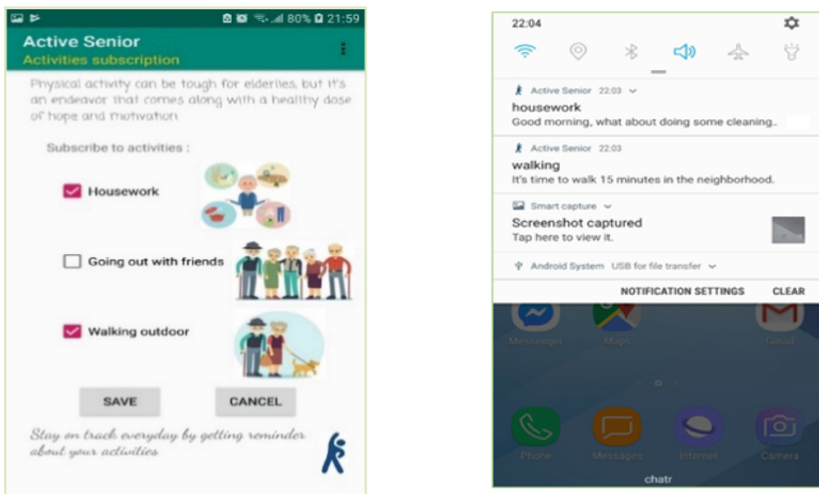 80% 21:59
Active Senior
Activities subscription
Physical activity can be tough for elderlies, but it's
an endeavor that comes along with a healthy dose
of hope and motivation
Subscribe to activities :
Housework
Going out with friends
Walking outdoor
SAVE CANCEL
Stay on track everyday by getting reminder
about your activities
22:04
Active Senior 22:03
housework
Good morning, what about doing some cleaning..
Active Senior 22:03
walking
It's time to walk 15 minutes in the neighborhood.
Smart capture
Screenshot captured
Tap here to view it.
Android System USB for file transfer
NOTIFICATION SETTINGS CLEAR
Messenger Maps Gmail
Phone Messages Internet Camera
chatr